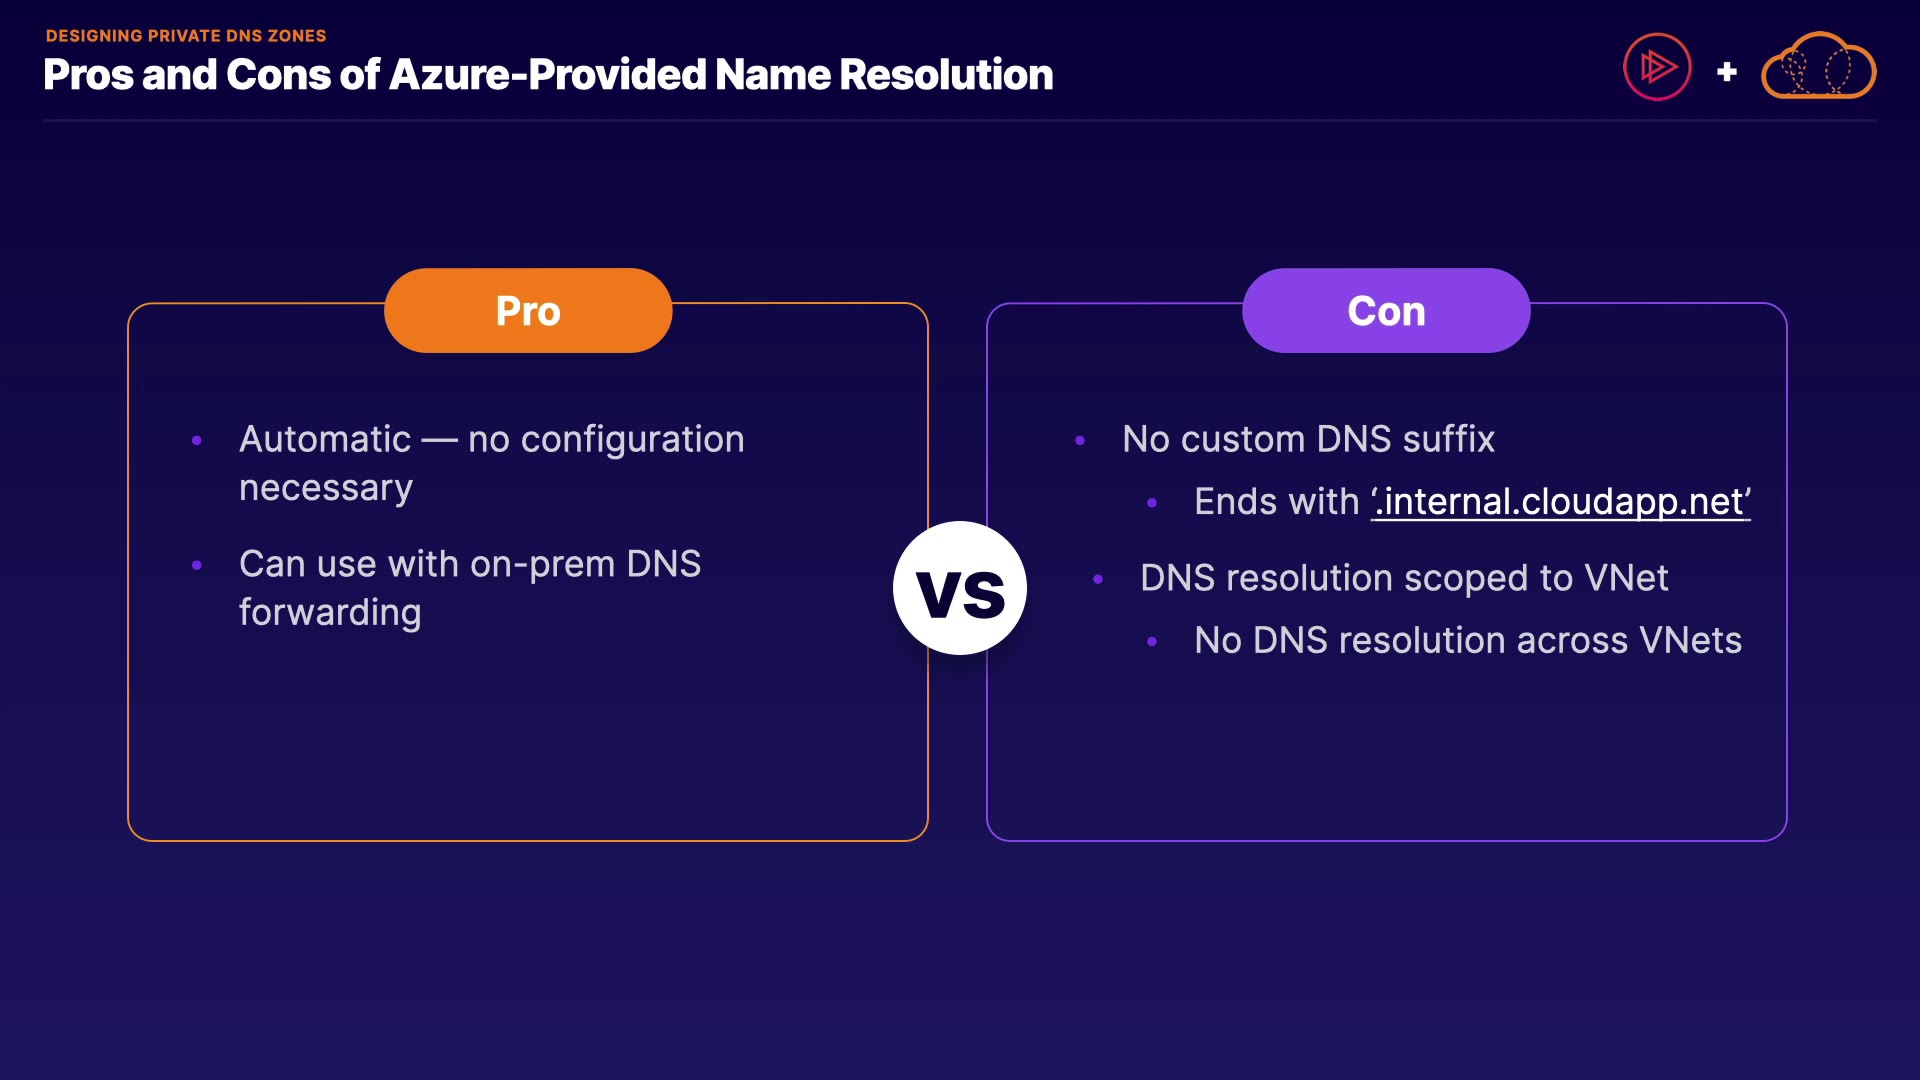 DESIGNING PRIVATE DNS ZONES
Pros and Cons of Azure-Provided Name Resolution
+
Pro
Automatic — no configuration
necessary
Can use with on-prem DNS
forwarding
VS
Con
No custom DNS suffix
Ends with ‘.internal.cloudapp.net’
DNS resolution scoped to VNet
No DNS resolution across VNets